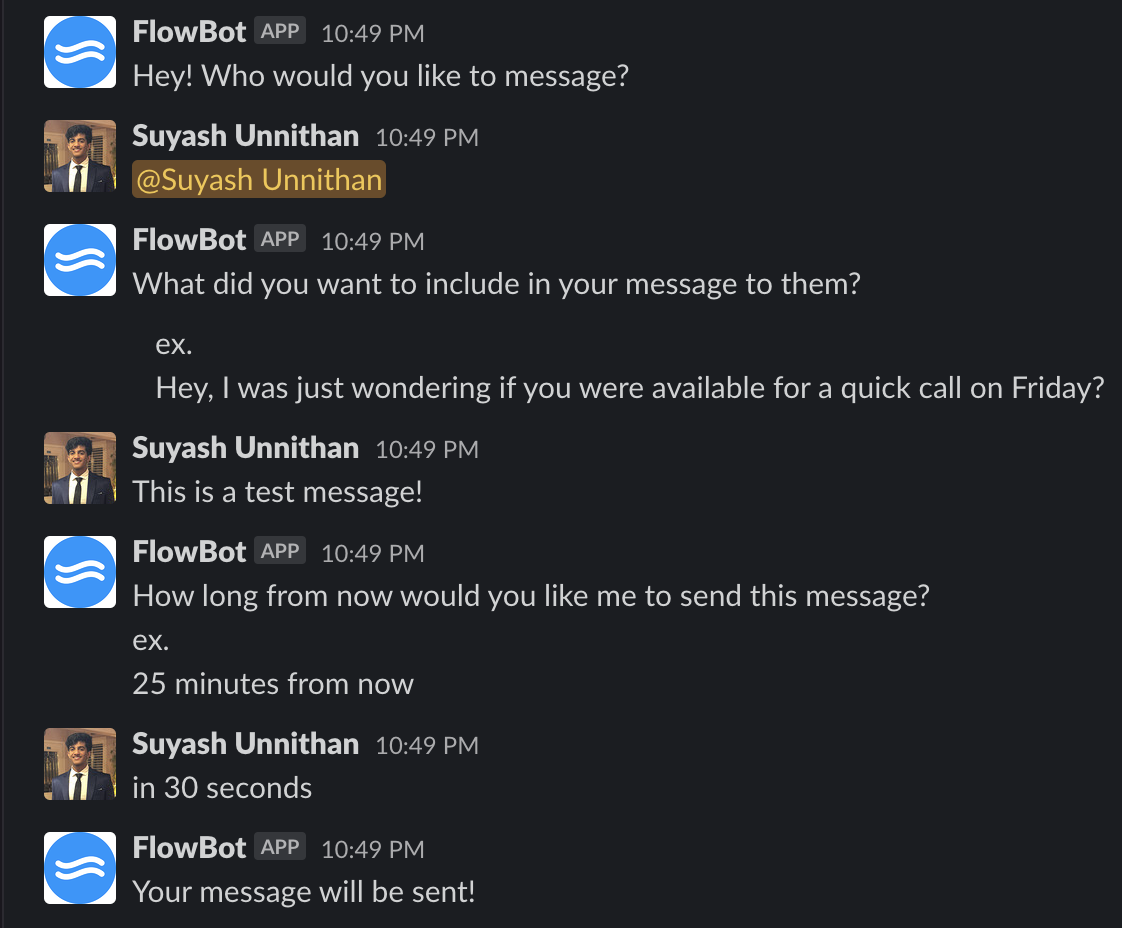 FlowBot APP 10:49 PM
Hey! Who would you like to message?
Suyash Unnithan 10:49 PM
@Suyash Unnithan
FlowBot APP 10:49 PM
What did you want to include in your message to them?
ex.
Hey, I was just wondering if you were available for a quick call on Friday?
Suyash Unnithan 10:49 PM
This is a test message!
FlowBot APP 10:49 PM
How long from now would you like me to send this message?
ex.
25 minutes from now
Suyash Unnithan 10:49 PM
in 30 seconds
FlowBot APP 10:49 PM
Your message will be sent!